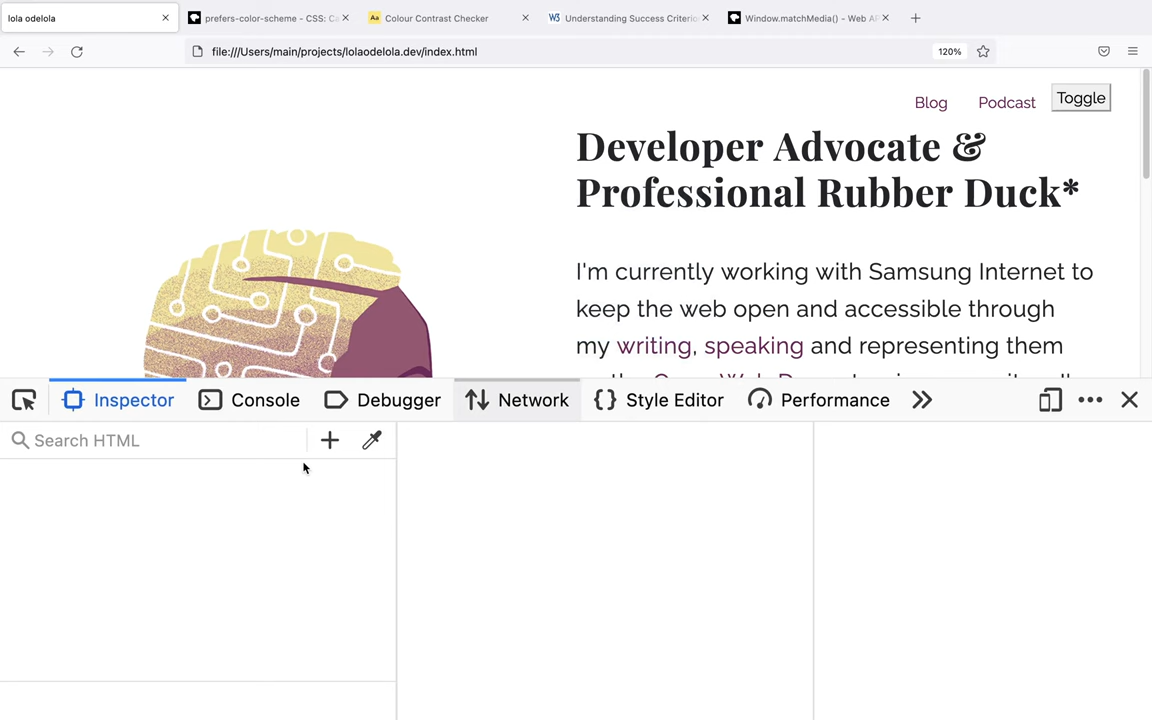 lola odelola
prefers-color-scheme - CSS: Ca
Colour Contrast Checker
Understanding Success Criterio
Window.matchMedia() - Web AP
file:///Users/main/projects/lolaodelola.dev/index.html
120%
Blog
Podcast
Toggle
Developer Advocate &
Professional Rubber Duck*
I'm currently working with Samsung Internet to
keep the web open and accessible through
my writing, speaking and representing them
Inspector
Console
Debugger
Network
Style Editor
Performance
Search HTML